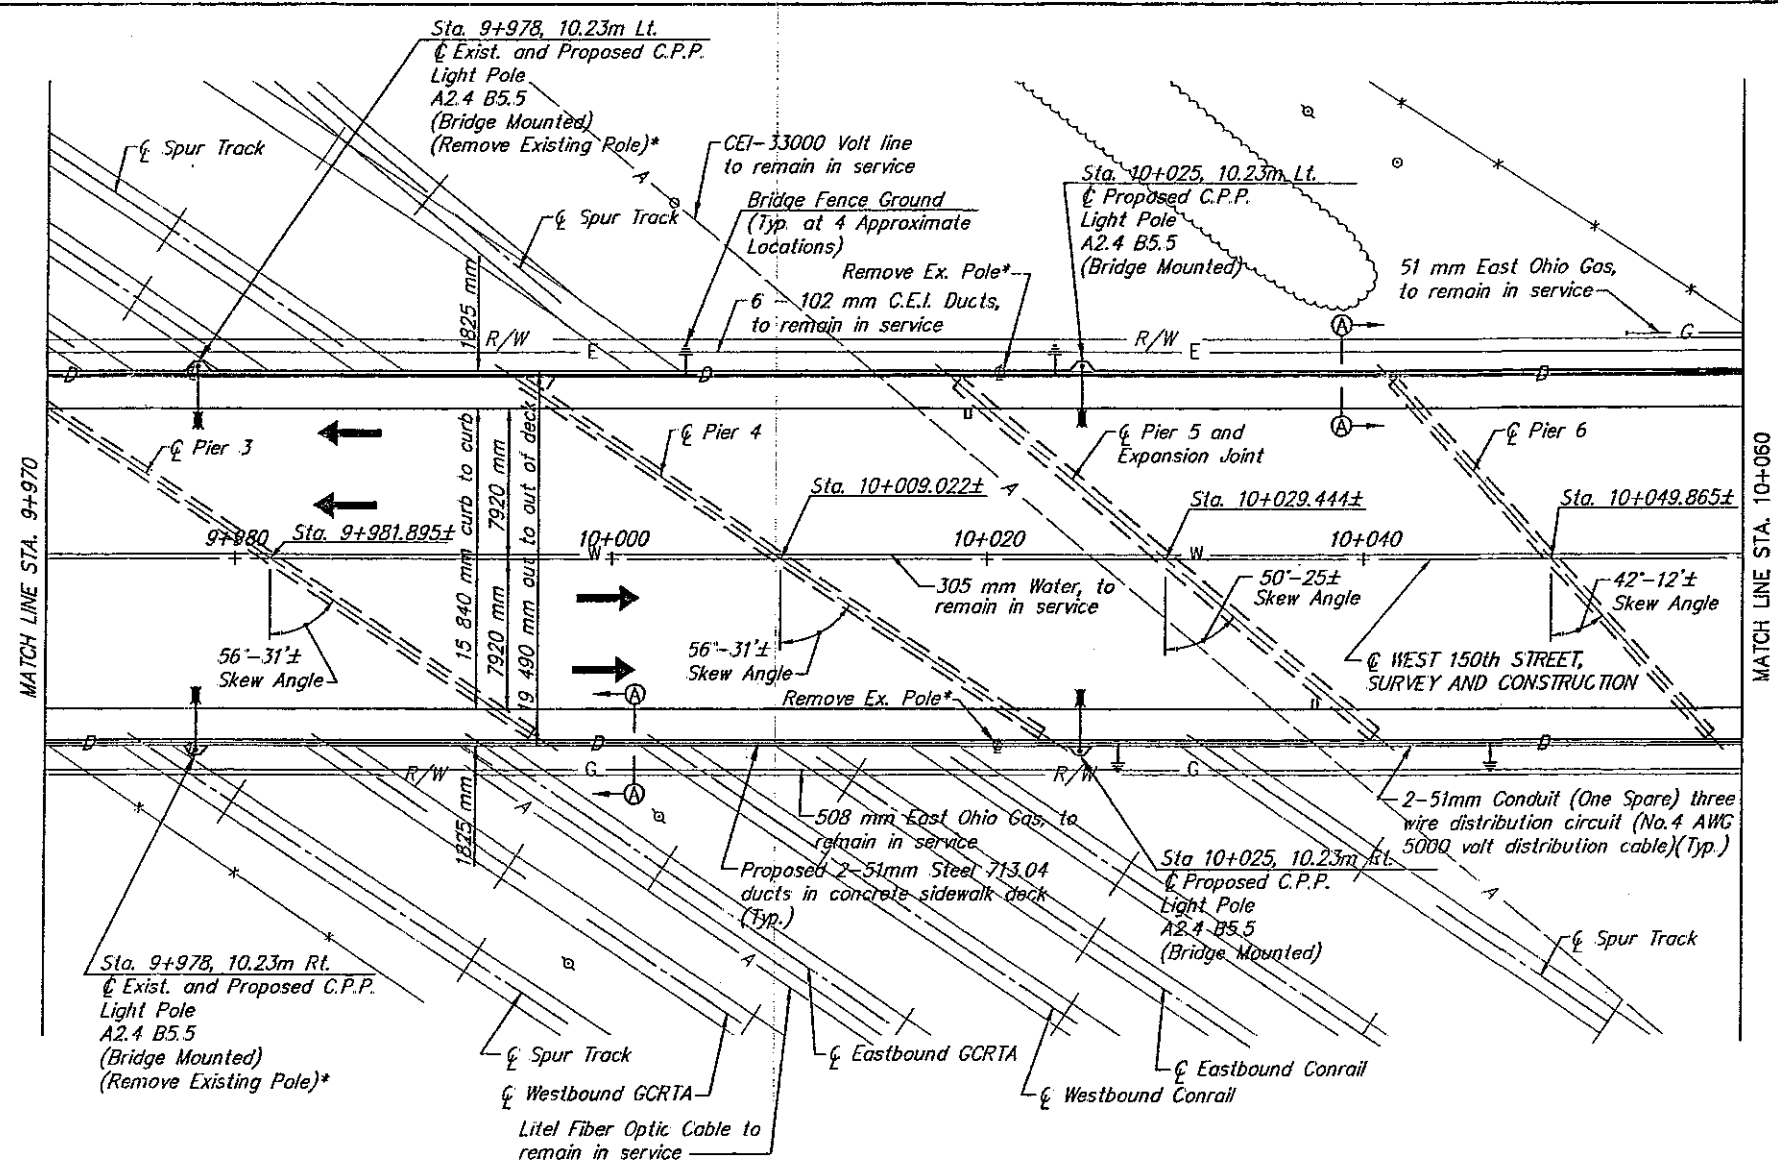 Sta. 9+978, 10.23m Lt.
℄ Exist. and Proposed C.P.P.
Light Pole
A2.4 B5.5
(Bridge Mounted)
(Remove Existing Pole)*
℄ Spur Track
℄ Spur Track
CEI-33000 Volt line
to remain in service
Bridge Fence Ground
(Typ. at 4 Approximate
Locations)
Remove Ex. Pole*
6 - 102 mm C.E.I. Ducts,
to remain in service
Sta. 10+025, 10.23m Lt.
℄ Proposed C.P.P.
Light Pole
A2.4 B5.5
(Bridge Mounted)
51 mm East Ohio Gas,
to remain in service
A
1825 mm
R/W
E
R/W
E
A
G
D
D
D
A
MATCH LINE STA. 9+970
℄ Pier 3
℄ Pier 4
℄ Pier 5 and
Expansion Joint
℄ Pier 6
15 840 mm curb to curb
7920 mm
7920 mm
19 490 mm out to out of deck
A
Sta. 9+981.895±
Sta. 10+009.022±
Sta. 10+029.444±
Sta. 10+049.865±
9+980
10+000
10+020
10+040
W
W
305 mm Water, to
remain in service
56°-31'±
Skew Angle
56°-31'±
Skew Angle
50°-25±
Skew Angle
42°-12'±
Skew Angle
℄ WEST 150th STREET,
SURVEY AND CONSTRUCTION
MATCH LINE STA. 10+060
A
Remove Ex. Pole*
D
D
D
R/W
G
R/W
G
A
1825 mm
A
508 mm East Ohio Gas, to
remain in service
Proposed 2-51mm Steel 713.04
ducts in concrete sidewalk deck
(Typ.)
2-51mm Conduit (One Spare) three
wire distribution circuit (No.4 AWG
5000 volt distribution cable)(Typ.)
Sta 10+025, 10.23m Rt.
℄ Proposed C.P.P.
Light Pole
A2.4 B5.5
(Bridge Mounted)
A
A
℄ Spur Track
Sta. 9+978, 10.23m Rt.
℄ Exist. and Proposed C.P.P.
Light Pole
A2.4 B5.5
(Bridge Mounted)
(Remove Existing Pole)*
℄ Spur Track
℄ Westbound GCRTA
Litel Fiber Optic Cable to
remain in service
℄ Eastbound GCRTA
℄ Westbound Conrail
℄ Eastbound Conrail